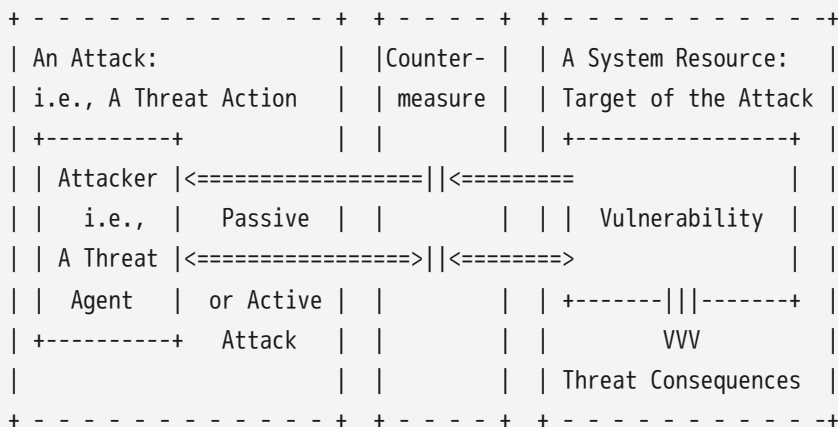 + - - - - - - - - - - - - +  + - - - - +  + - - - - - - - - - - -+
| An Attack:              |  |Counter- |  | A System Resource:   |
| i.e., A Threat Action   |  | measure |  | Target of the Attack |
| +----------+            |  |         |  | +-----------------+  |
| | Attacker |<==================||<=========                 |  |
| |   i.e.,  |   Passive  |  |         |  | |  Vulnerability  |  |
| | A Threat |<=================>||<========>                 |  |
| |   Agent   |  or Active |  |         |  | +-------|||-------+  |
| +----------+   Attack   |  |         |  |         VVV          |
|                         |  |         |  | Threat Consequences  |
+ - - - - - - - - - - - - +  + - - - - +  + - - - - - - - - - - -+